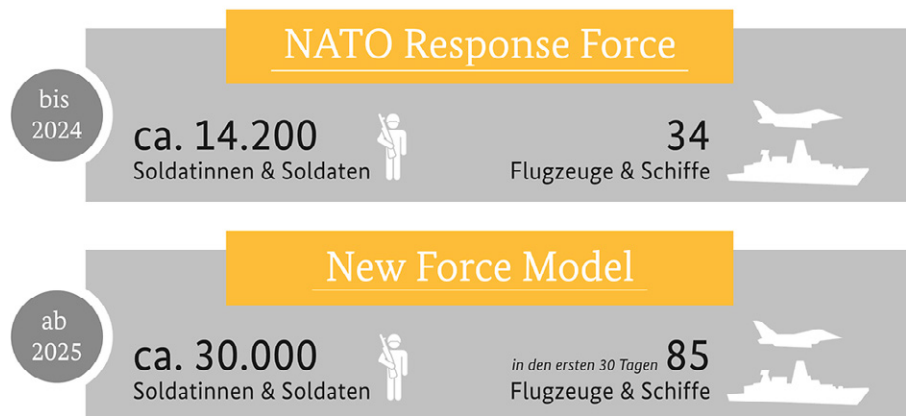 NATO Response Force
bis
2024
ca. 14.200
Soldatinnen & Soldaten
34
Flugzeuge & Schiffe
New Force Model
ab
2025
ca. 30.000
Soldatinnen & Soldaten
in den ersten 30 Tagen 85
Flugzeuge & Schiffe